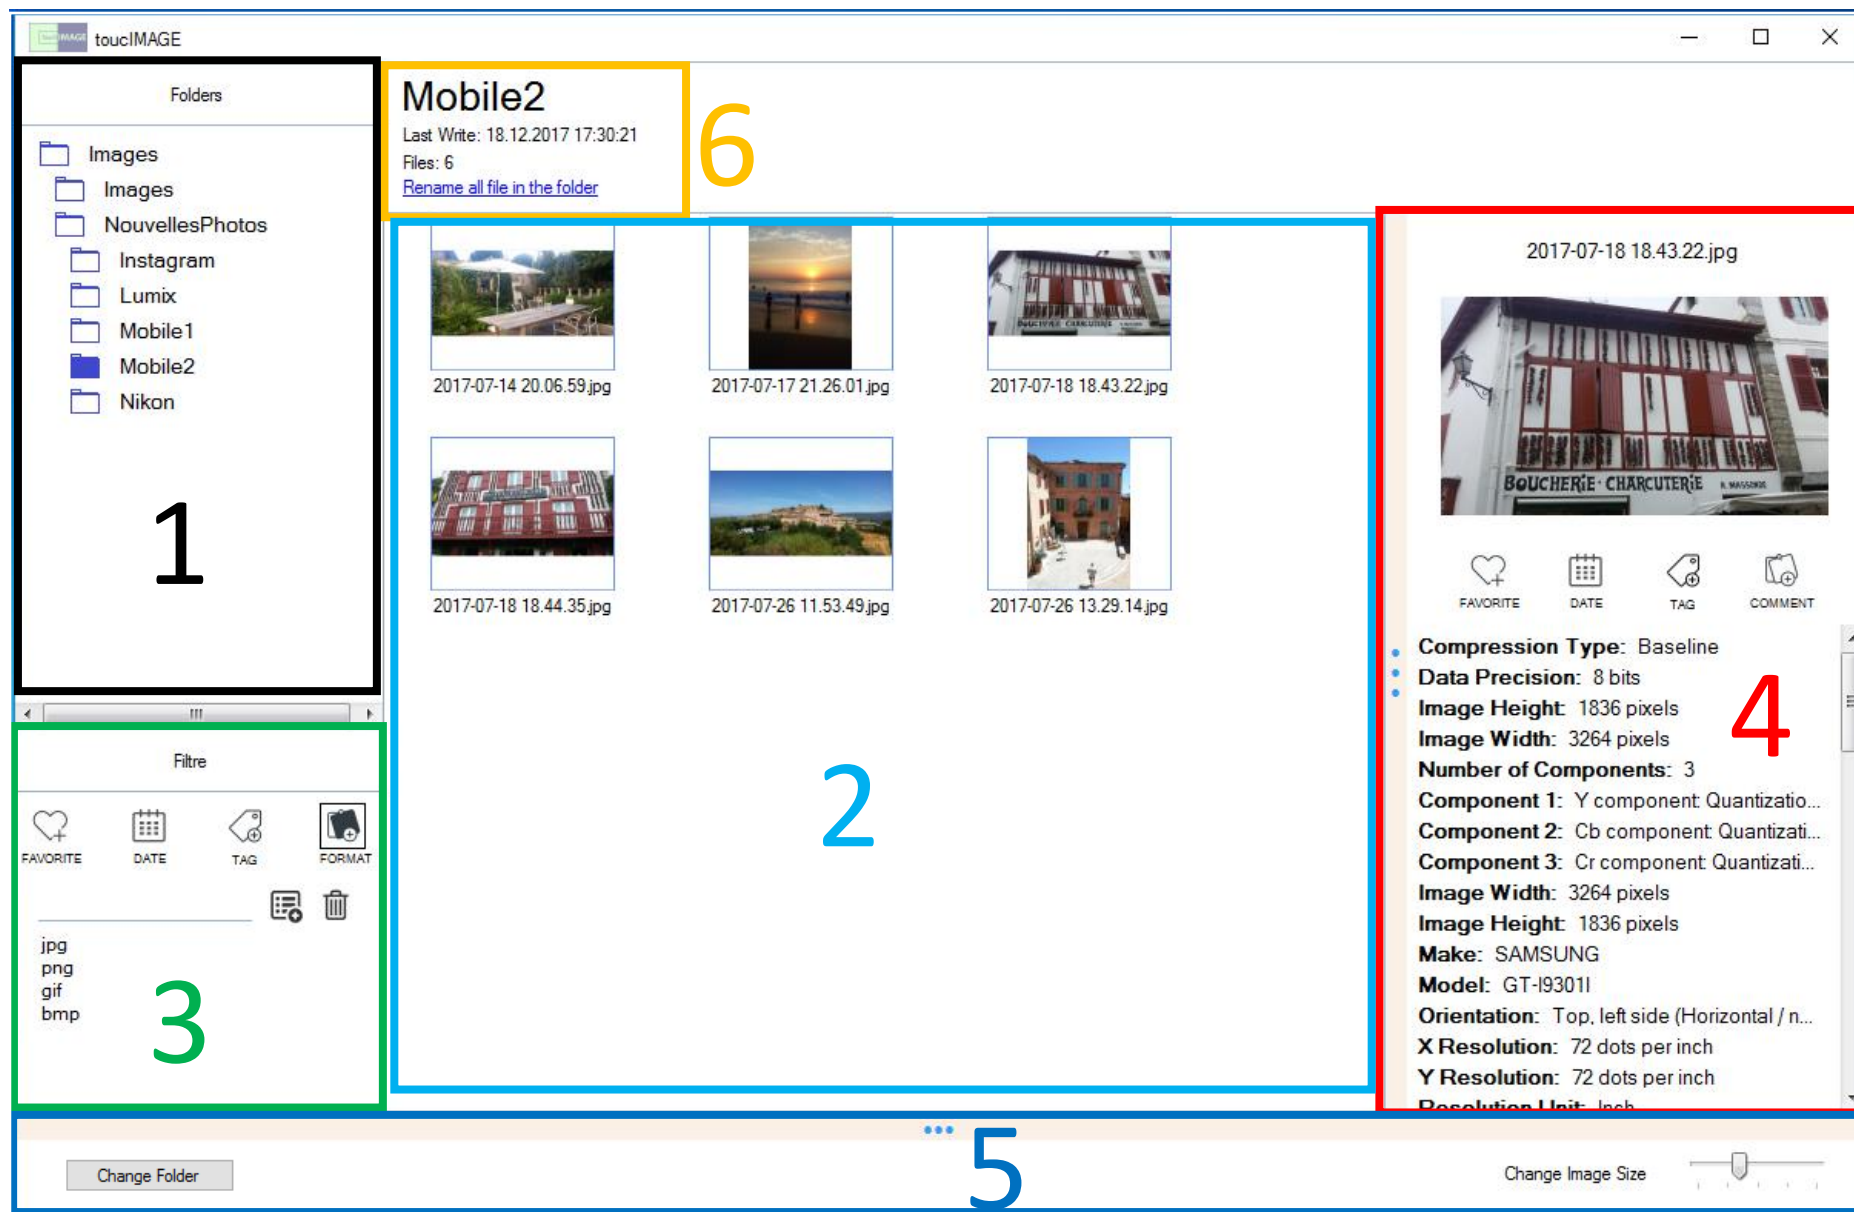 toucIMAGE
Folders
Images
Images
NouvellesPhotos
Instagram
Lumix
Mobile1
Mobile2
Nikon
1
Mobile2
Last Write: 18.12.2017 17:30:21
Files: 6
Rename all file in the folder
6
2017-07-14 20.06.59.jpg
2017-07-17 21.26.01.jpg
BOUCHERIE CHARCUTERIE
2017-07-18 18.43.22.jpg
2017-07-18 18.44.35.jpg
2017-07-26 11.53.49.jpg
2017-07-26 13.29.14.jpg
2
Filtre
FAVORITE
DATE
TAG
FORMAT
jpg
png
gif
bmp
3
2017-07-18 18.43.22.jpg
BOUCHERIE · CHARCUTERIE
FAVORITE
DATE
TAG
COMMENT
Compression Type: Baseline
Data Precision: 8 bits
Image Height: 1836 pixels
Image Width: 3264 pixels
Number of Components: 3
Component 1: Y component: Quantizatio...
Component 2: Cb component: Quantizati...
Component 3: Cr component: Quantizati...
Image Width: 3264 pixels
Image Height: 1836 pixels
Make: SAMSUNG
Model: GT-I9301I
Orientation: Top, left side (Horizontal / n...
X Resolution: 72 dots per inch
Y Resolution: 72 dots per inch
Resolution Unit: Inch
4
5
Change Folder
Change Image Size